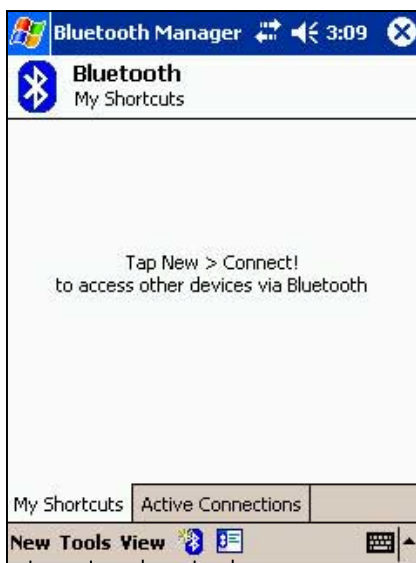 Bluetooth Manager 3:09
Bluetooth
My Shortcuts
Tap New > Connect!
to access other devices via Bluetooth
My Shortcuts Active Connections
New Tools View